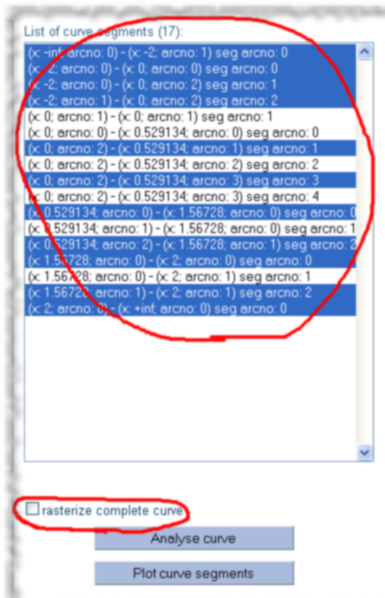 List of curve segments (17):
(x: -inf; arcno: 0) - (x: -2; arcno: 1) seg arcno: 0
(x: -2; arcno: 0) - (x: 0; arcno: 0) seg arcno: 0
(x: -2; arcno: 0) - (x: 0; arcno: 2) seg arcno: 1
(x: -2; arcno: 1) - (x: 0; arcno: 2) seg arcno: 2
(x: 0; arcno: 1) - (x: 0; arcno: 1) seg arcno: 1
(x: 0; arcno: 0) - (x: 0.529134; arcno: 0) seg arcno: 0
(x: 0; arcno: 2) - (x: 0.529134; arcno: 1) seg arcno: 1
(x: 0; arcno: 2) - (x: 0.529134; arcno: 2) seg arcno: 2
(x: 0; arcno: 2) - (x: 0.529134; arcno: 3) seg arcno: 3
(x: 0; arcno: 2) - (x: 0.529134; arcno: 3) seg arcno: 4
(x: 0.529134; arcno: 0) - (x: 1.56728; arcno: 0) seg arcno: 0
(x: 0.529134; arcno: 1) - (x: 1.56728; arcno: 0) seg arcno: 1
(x: 0.529134; arcno: 2) - (x: 1.56728; arcno: 1) seg arcno: 2
(x: 1.56728; arcno: 0) - (x: 2; arcno: 0) seg arcno: 0
(x: 1.56728; arcno: 0) - (x: 2; arcno: 1) seg arcno: 1
(x: 1.56728; arcno: 1) - (x: 2; arcno: 1) seg arcno: 2
(x: 2; arcno: 0) - (x: +inf; arcno: 0) seg arcno: 0
rasterize complete curve
Analyse curve
Plot curve segments